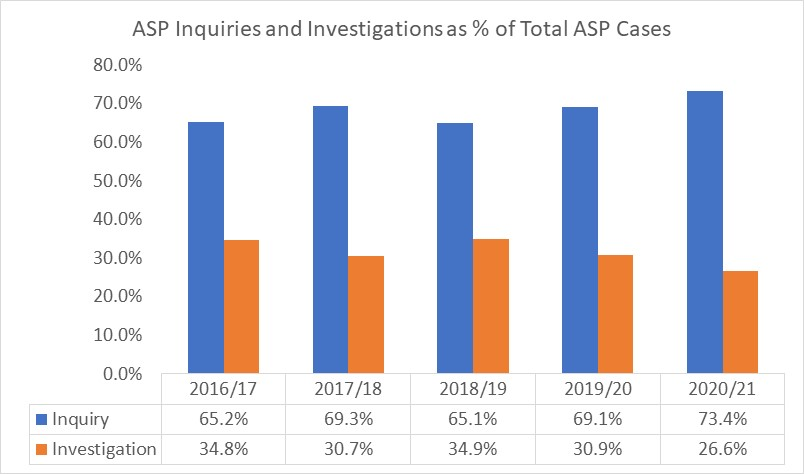 ASP Inquiries and Investigations as % of Total ASP Cases
80.0%
70.0%
60.0%
50.0%
40.0%
30.0%
20.0%
10.0%
0.0%
2016/17 2017/18 2018/19 2019/20 2020/21
Inquiry 65.2% 69.3% 65.1% 69.1% 73.4%
Investigation 34.8% 30.7% 34.9% 30.9% 26.6%